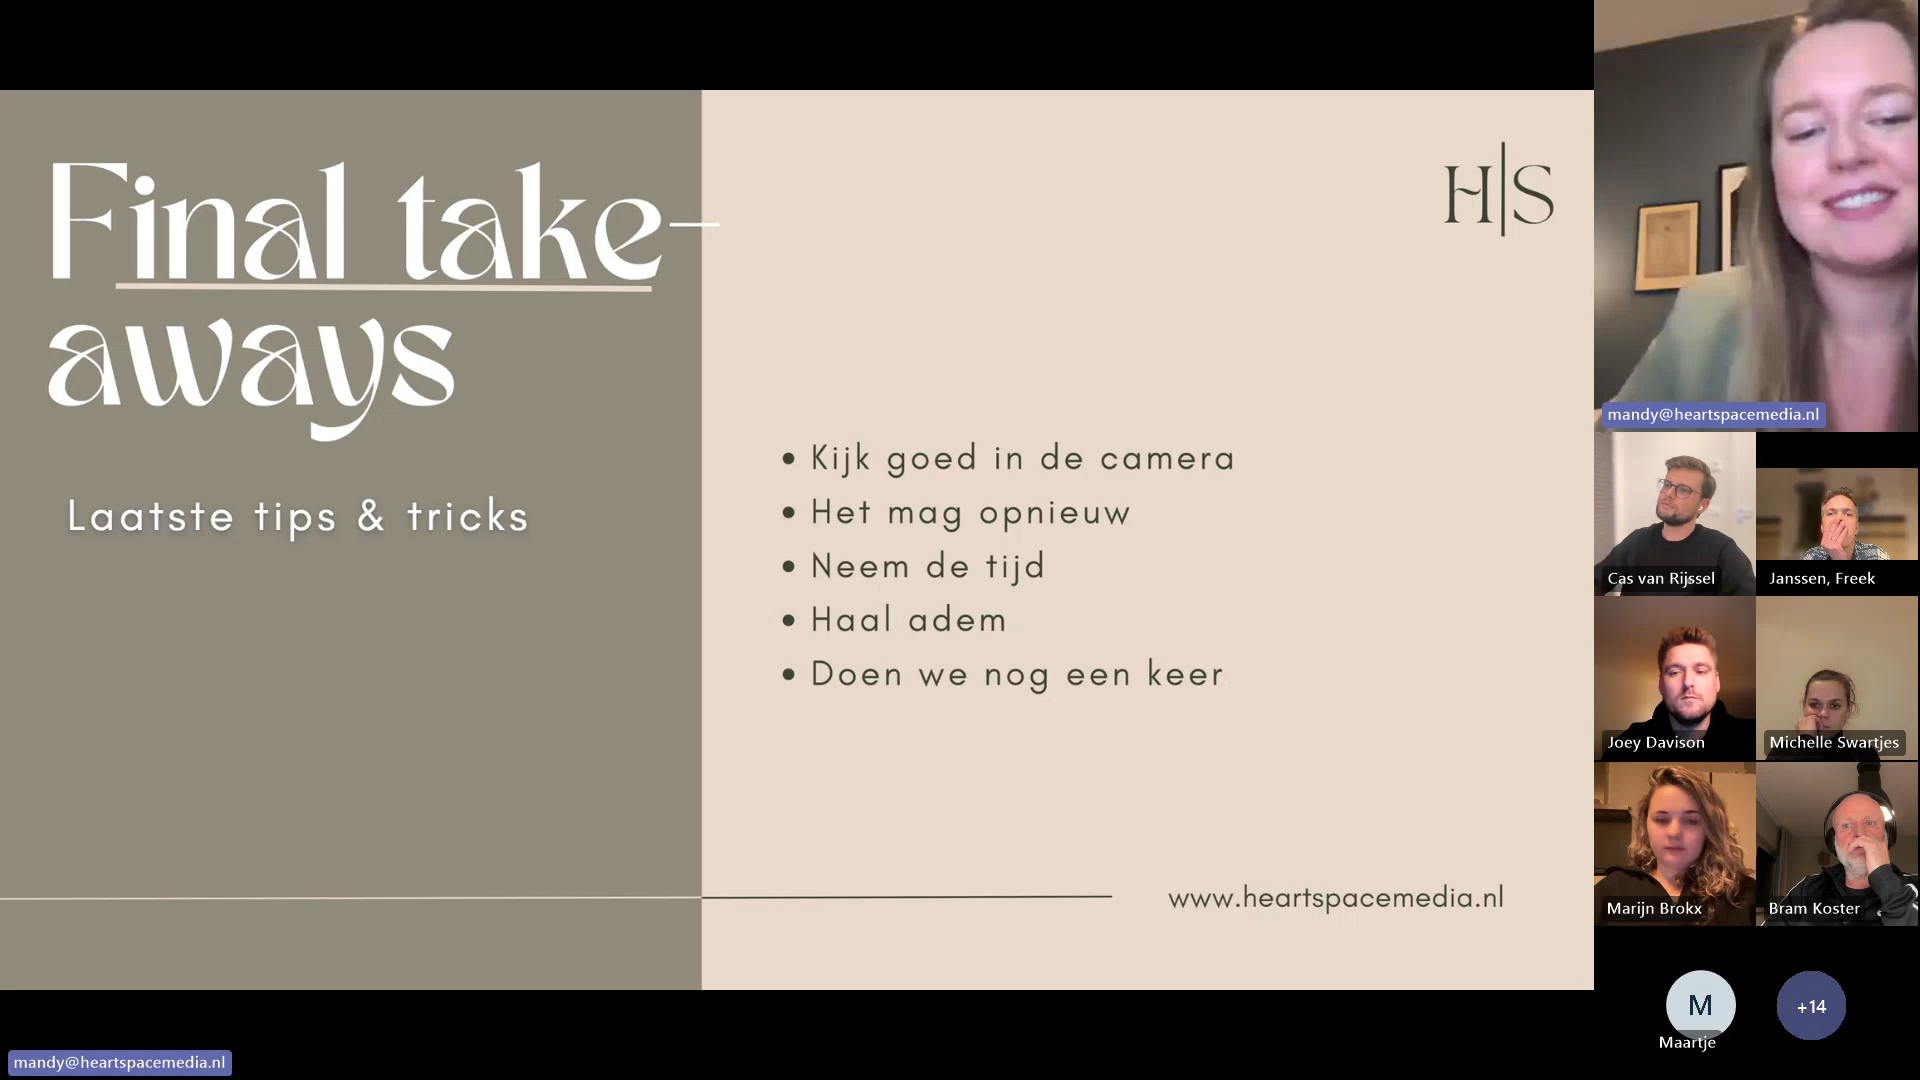 Final take-
aways
Laatste tips & tricks
H|S
• Kijk goed in de camera
• Het mag opnieuw
• Neem de tijd
• Haal adem
• Doen we nog een keer
www.heartspacemedia.nl
mandy@heartspacemedia.nl
Cas van Rijssel
Janssen, Freek
Joey Davison
Michelle Swartjes
Marijn Brokx
Bram Koster
M
Maartje
+14
mandy@heartspacemedia.nl